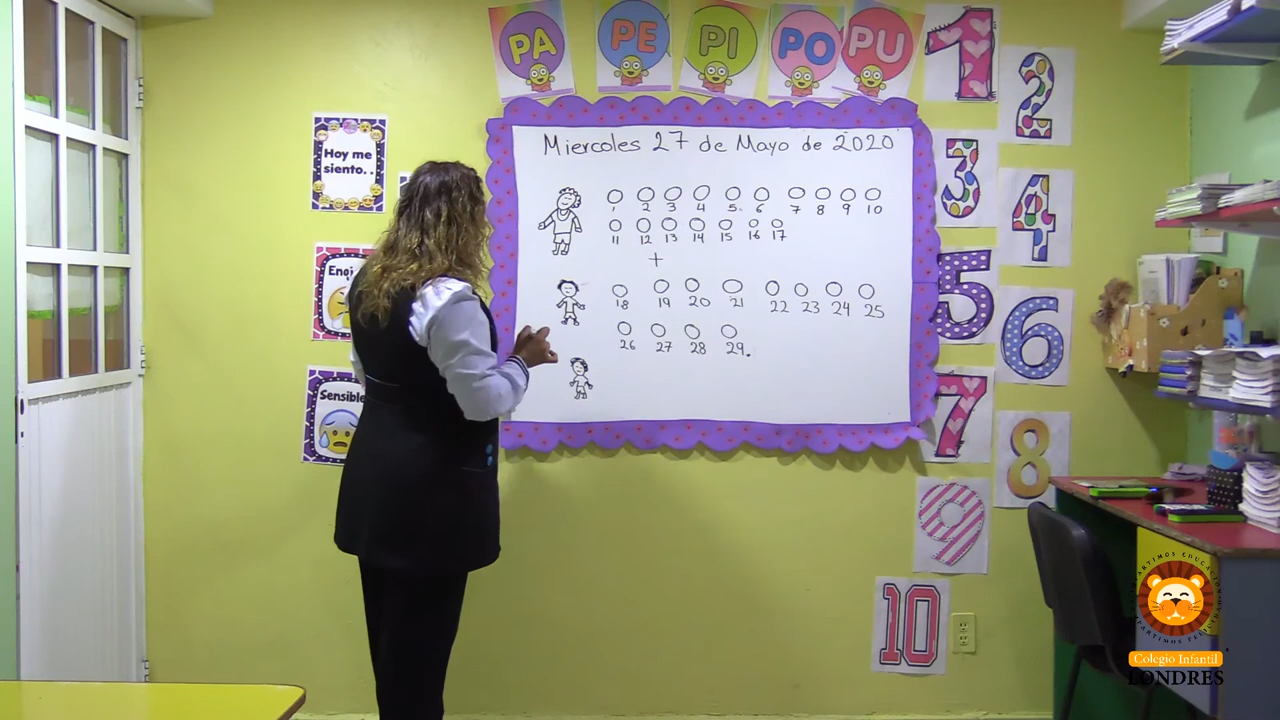 PA PE PI PO PU
1
2
3
4
5
6
7
8
9
10
Hoy me
siento. .
Sensible
Miercoles 27 de Mayo de 2020
1 2 3 4 5 6 7 8 9 10
11 12 13 14 15 16 17
+
18 19 20 21 22 23 24 25
26 27 28 29.
Colegio Infantil
LONDRES